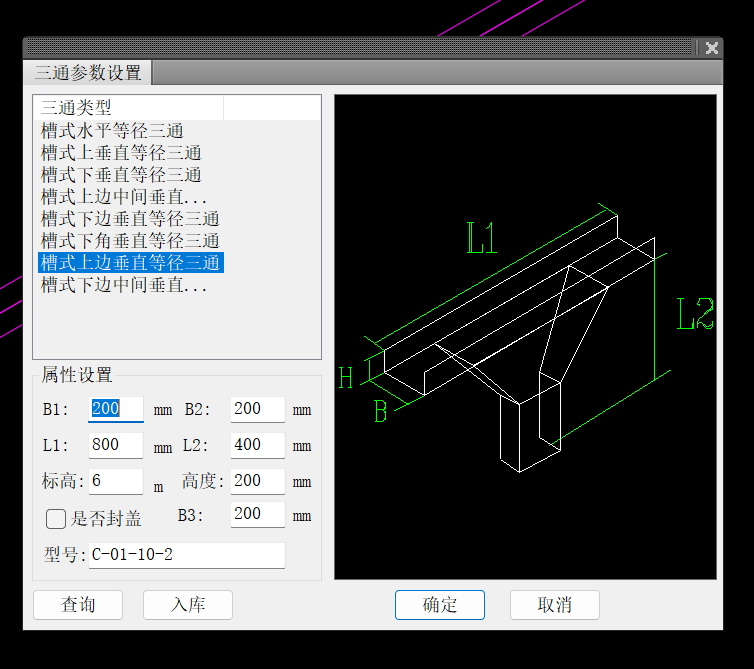 三通参数设置
三通类型
槽式水平等径三通
槽式上垂直等径三通
槽式下垂直等径三通
槽式上边中间垂直...
槽式下边垂直等径三通
槽式下角垂直等径三通
槽式上边垂直等径三通
槽式下边中间垂直...
L1
L2
H
B
属性设置
B1: 200 mm B2: 200 mm
L1: 800 mm L2: 400 mm
标高: 6 m 高度: 200 mm
是否封盖 B3: 200 mm
型号: C-01-10-2
查询 入库 确定 取消